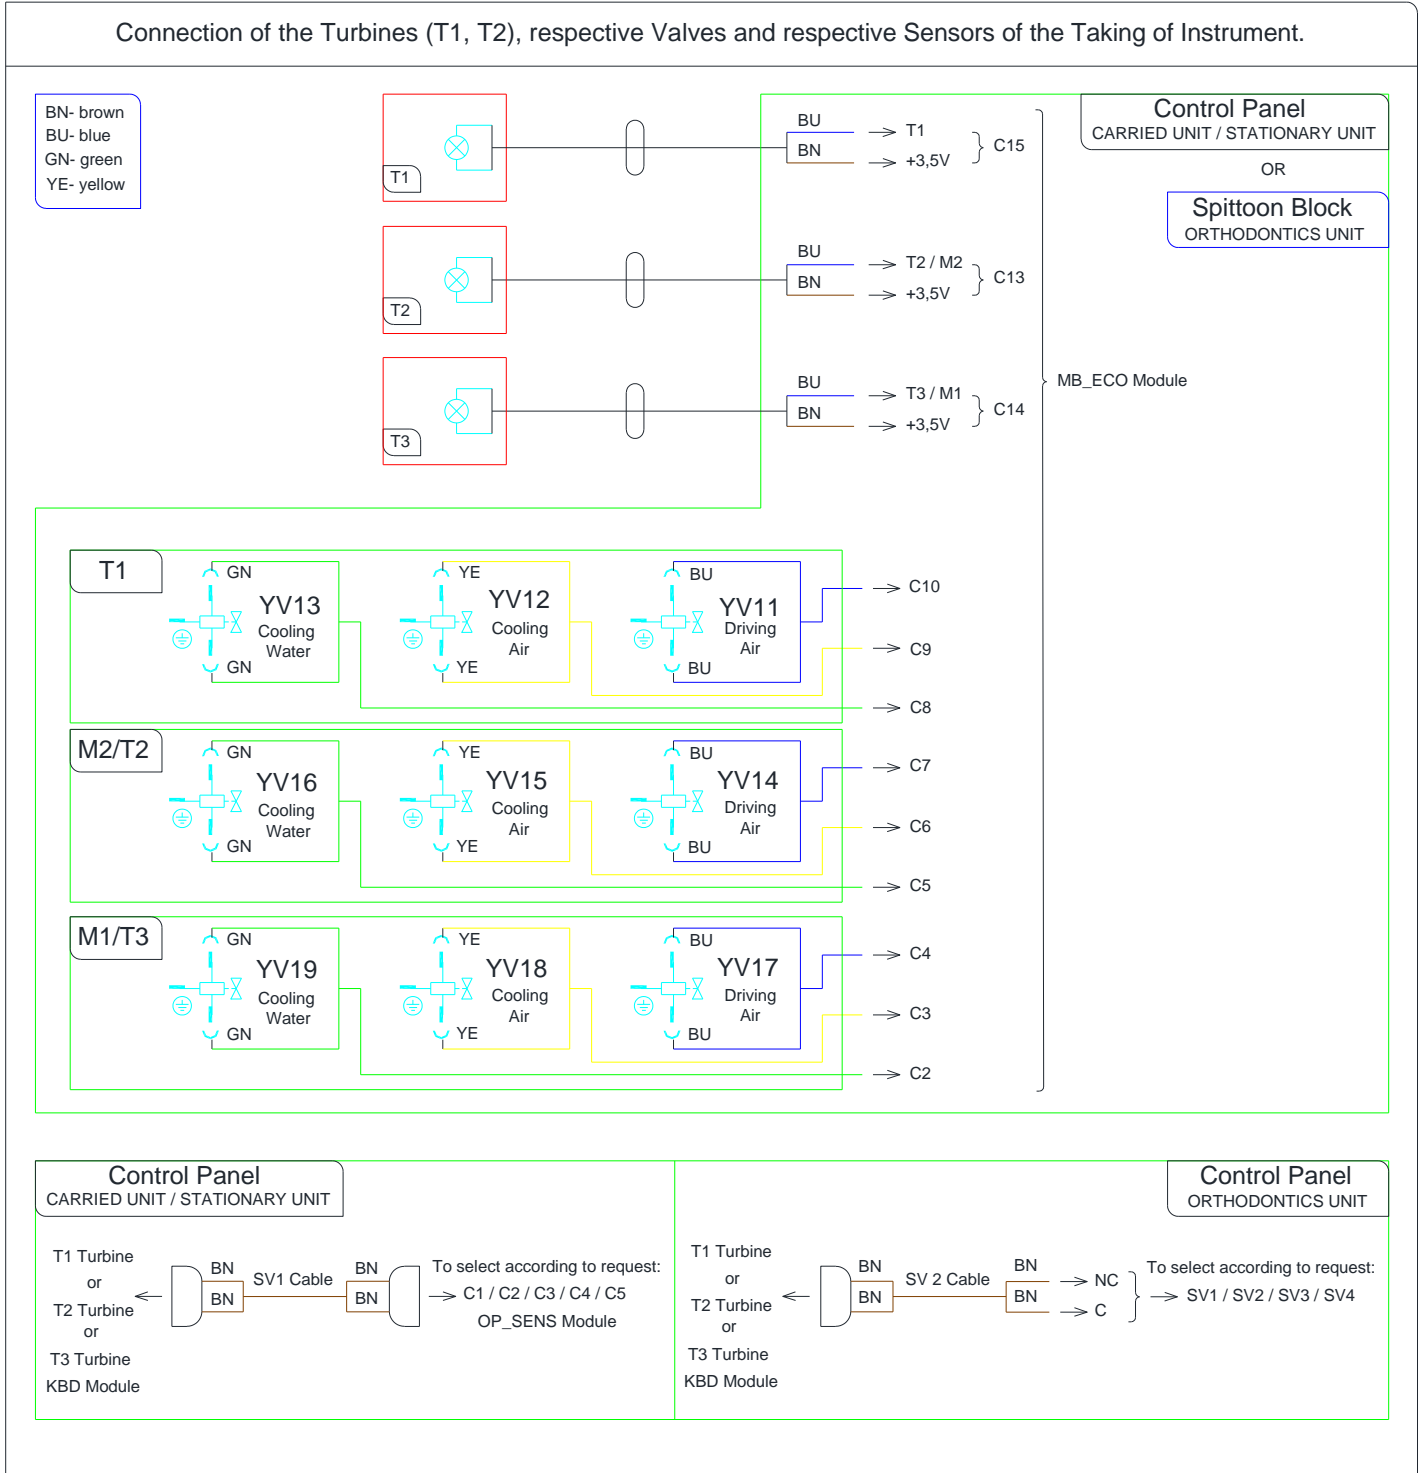 Connection of the Turbines (T1, T2), respective Valves and respective Sensors of the Taking of Instrument.
BN- brown
BU- blue
GN- green
YE- yellow
T1
BU
BN
T1
+3,5V
C15
Control Panel
CARRIED UNIT / STATIONARY UNIT
OR
Spittoon Block
ORTHODONTICS UNIT
T2
BU
BN
T2 / M2
+3,5V
C13
T3
BU
BN
T3 / M1
+3,5V
C14
MB_ECO Module
T1
GN
YV13
Cooling
Water
GN
YE
YV12
Cooling
Air
YE
BU
YV11
Driving
Air
BU
C10
C9
C8
M2/T2
GN
YV16
Cooling
Water
GN
YE
YV15
Cooling
Air
YE
BU
YV14
Driving
Air
BU
C7
C6
C5
M1/T3
GN
YV19
Cooling
Water
GN
YE
YV18
Cooling
Air
YE
BU
YV17
Driving
Air
BU
C4
C3
C2
Control Panel
CARRIED UNIT / STATIONARY UNIT
T1 Turbine
or
T2 Turbine
or
T3 Turbine
KBD Module
BN
BN
SV1 Cable
BN
BN
To select according to request:
C1 / C2 / C3 / C4 / C5
OP_SENS Module
Control Panel
ORTHODONTICS UNIT
T1 Turbine
or
T2 Turbine
or
T3 Turbine
KBD Module
BN
BN
SV 2 Cable
BN
BN
NC
C
To select according to request:
SV1 / SV2 / SV3 / SV4